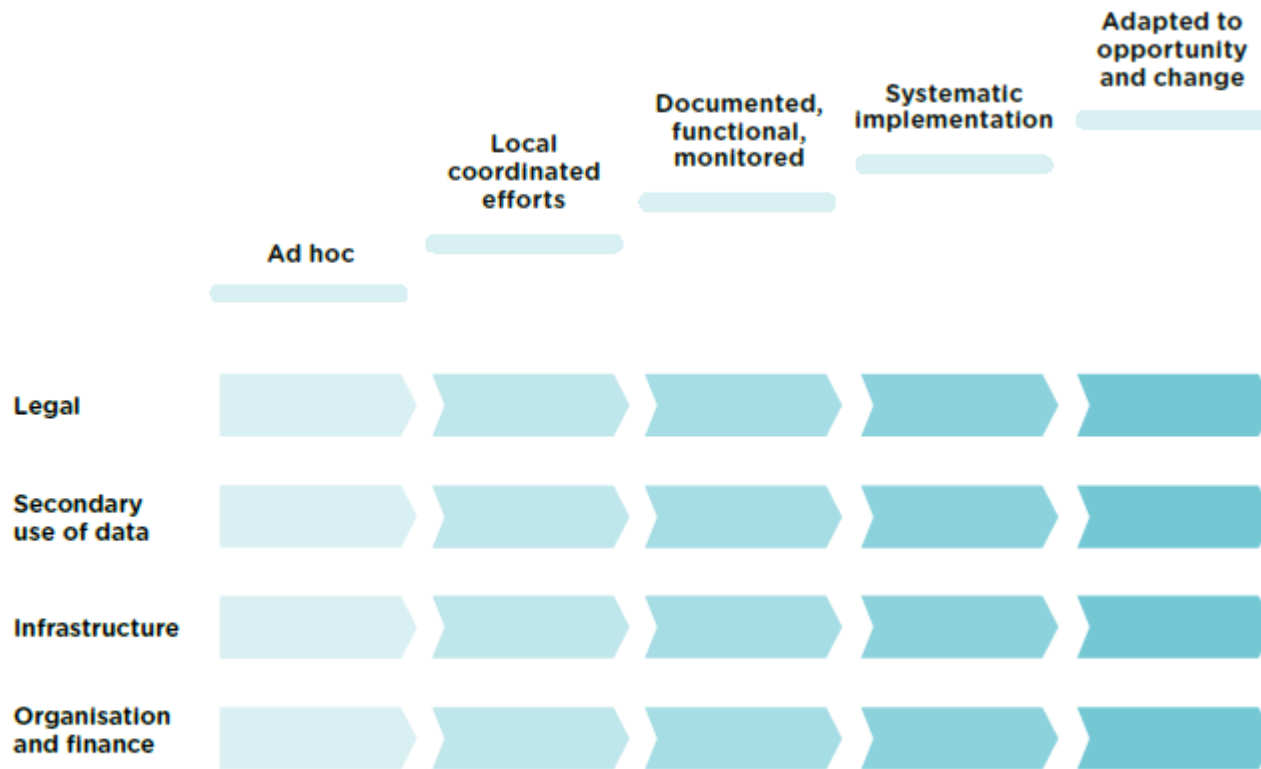 Adapted to
opportunity
and change
Systematic
implementation
Documented,
functional,
monitored
Local
coordinated
efforts
Ad hoc
Legal
Secondary
use of data
Infrastructure
Organisation
and finance